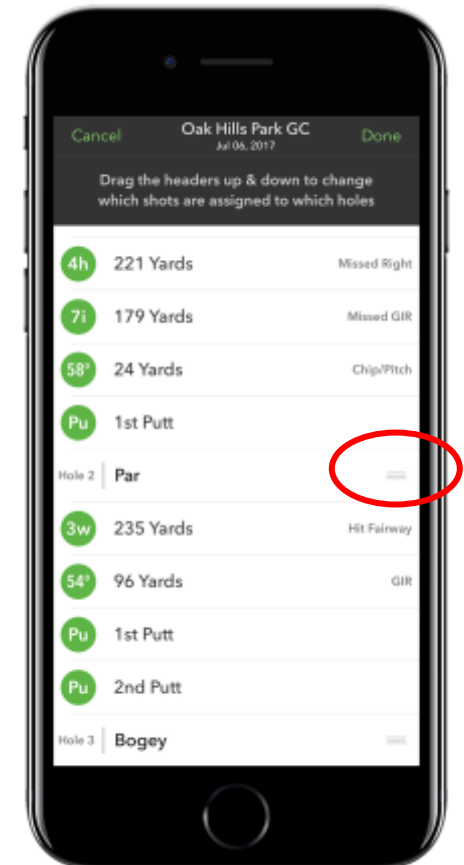 Cancel Oak Hills Park GC Done
Jul 06, 2017
Drag the headers up & down to change
which shots are assigned to which holes
4h 221 Yards Missed Right
7i 179 Yards Missed GIR
58° 24 Yards Chip/Pitch
Pu 1st Putt
Hole 2 Par
3w 235 Yards Hit Fairway
54° 96 Yards GIR
Pu 1st Putt
Pu 2nd Putt
Hole 3 Bogey